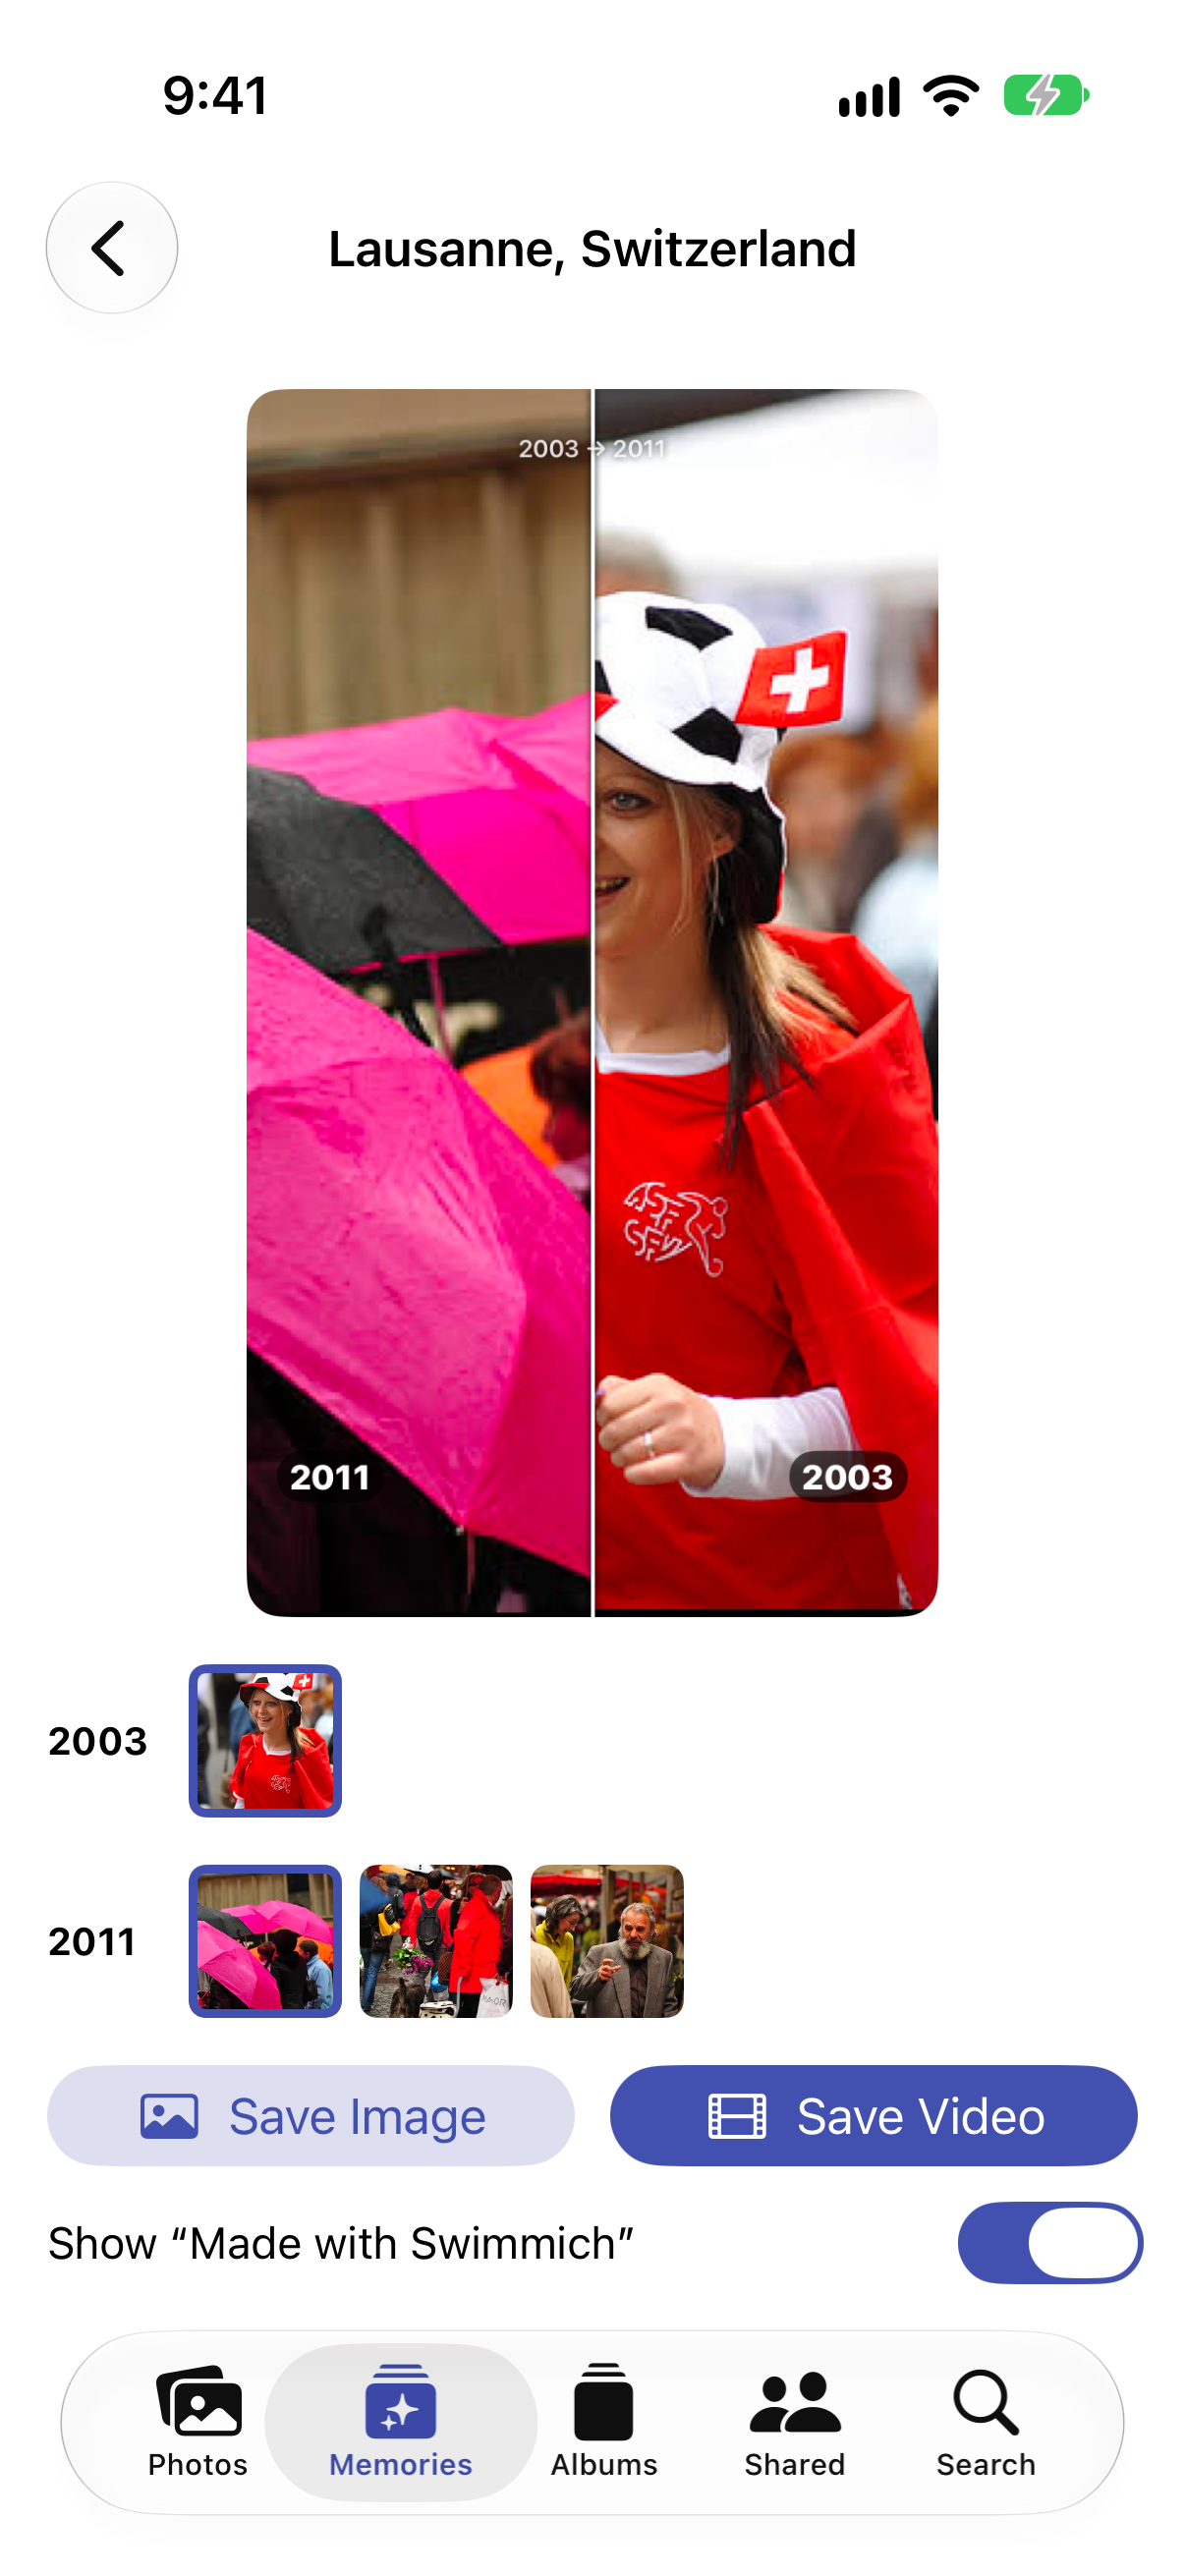 9:41
Lausanne, Switzerland
2003 → 2011
2011
2003
2003
2011
Save Image
Save Video
Show “Made with Swimmich”
Photos
Memories
Albums
Shared
Search